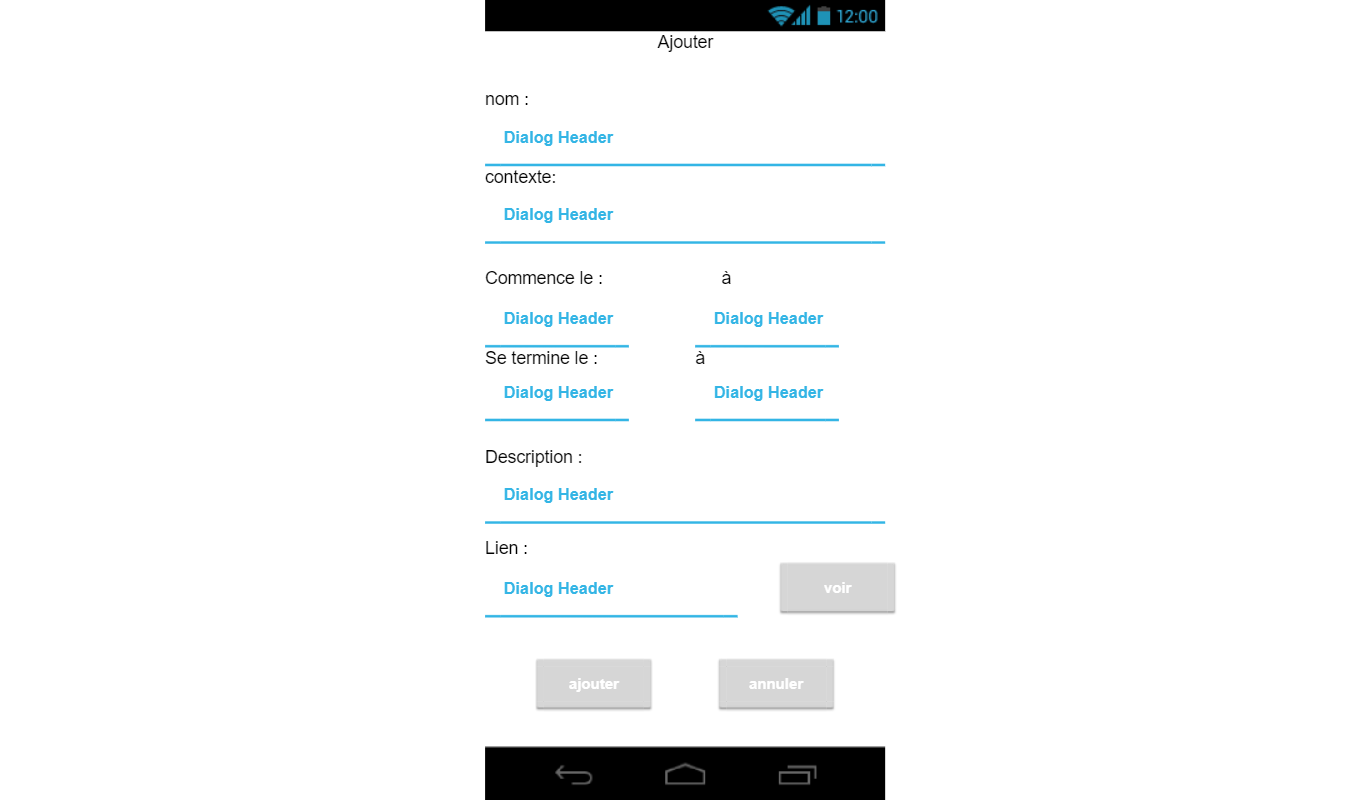 12:00
Ajouter
nom :
Dialog Header
contexte:
Dialog Header
Commence le : à
Dialog Header Dialog Header
Se termine le : à
Dialog Header Dialog Header
Description :
Dialog Header
Lien :
Dialog Header voir
ajouter annuler